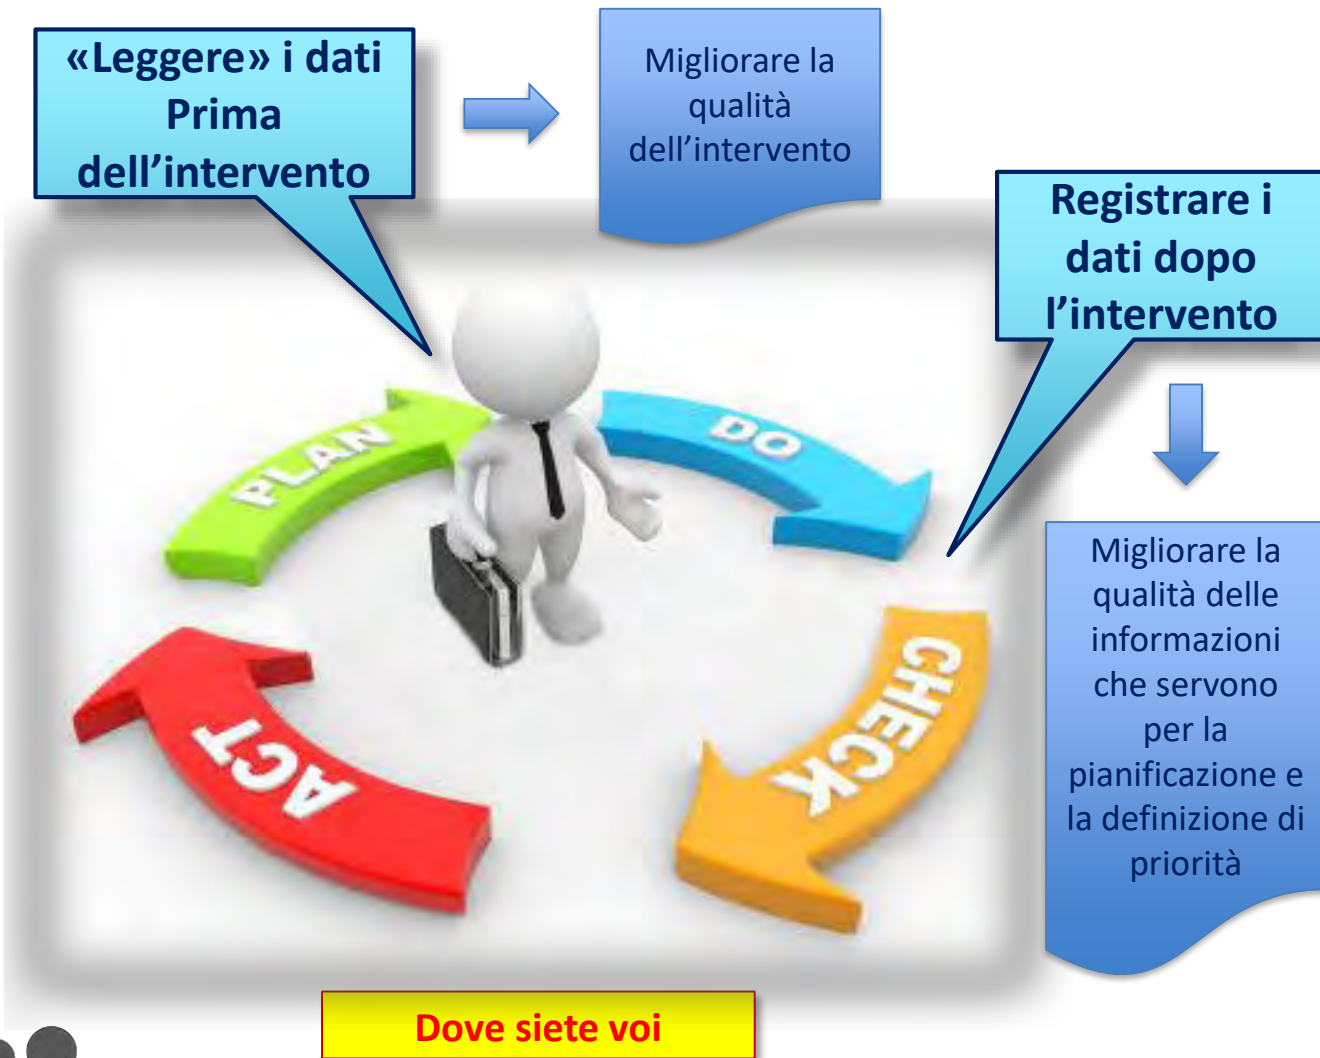 «Leggere» i dati
Prima
dell’intervento
Migliorare la
qualità
dell’intervento
Registrare i
dati dopo
l’intervento
PLAN
DO
CHECK
ACT
Migliorare la
qualità delle
informazioni
che servono
per la
pianificazione e
la definizione di
priorità
Dove siete voi